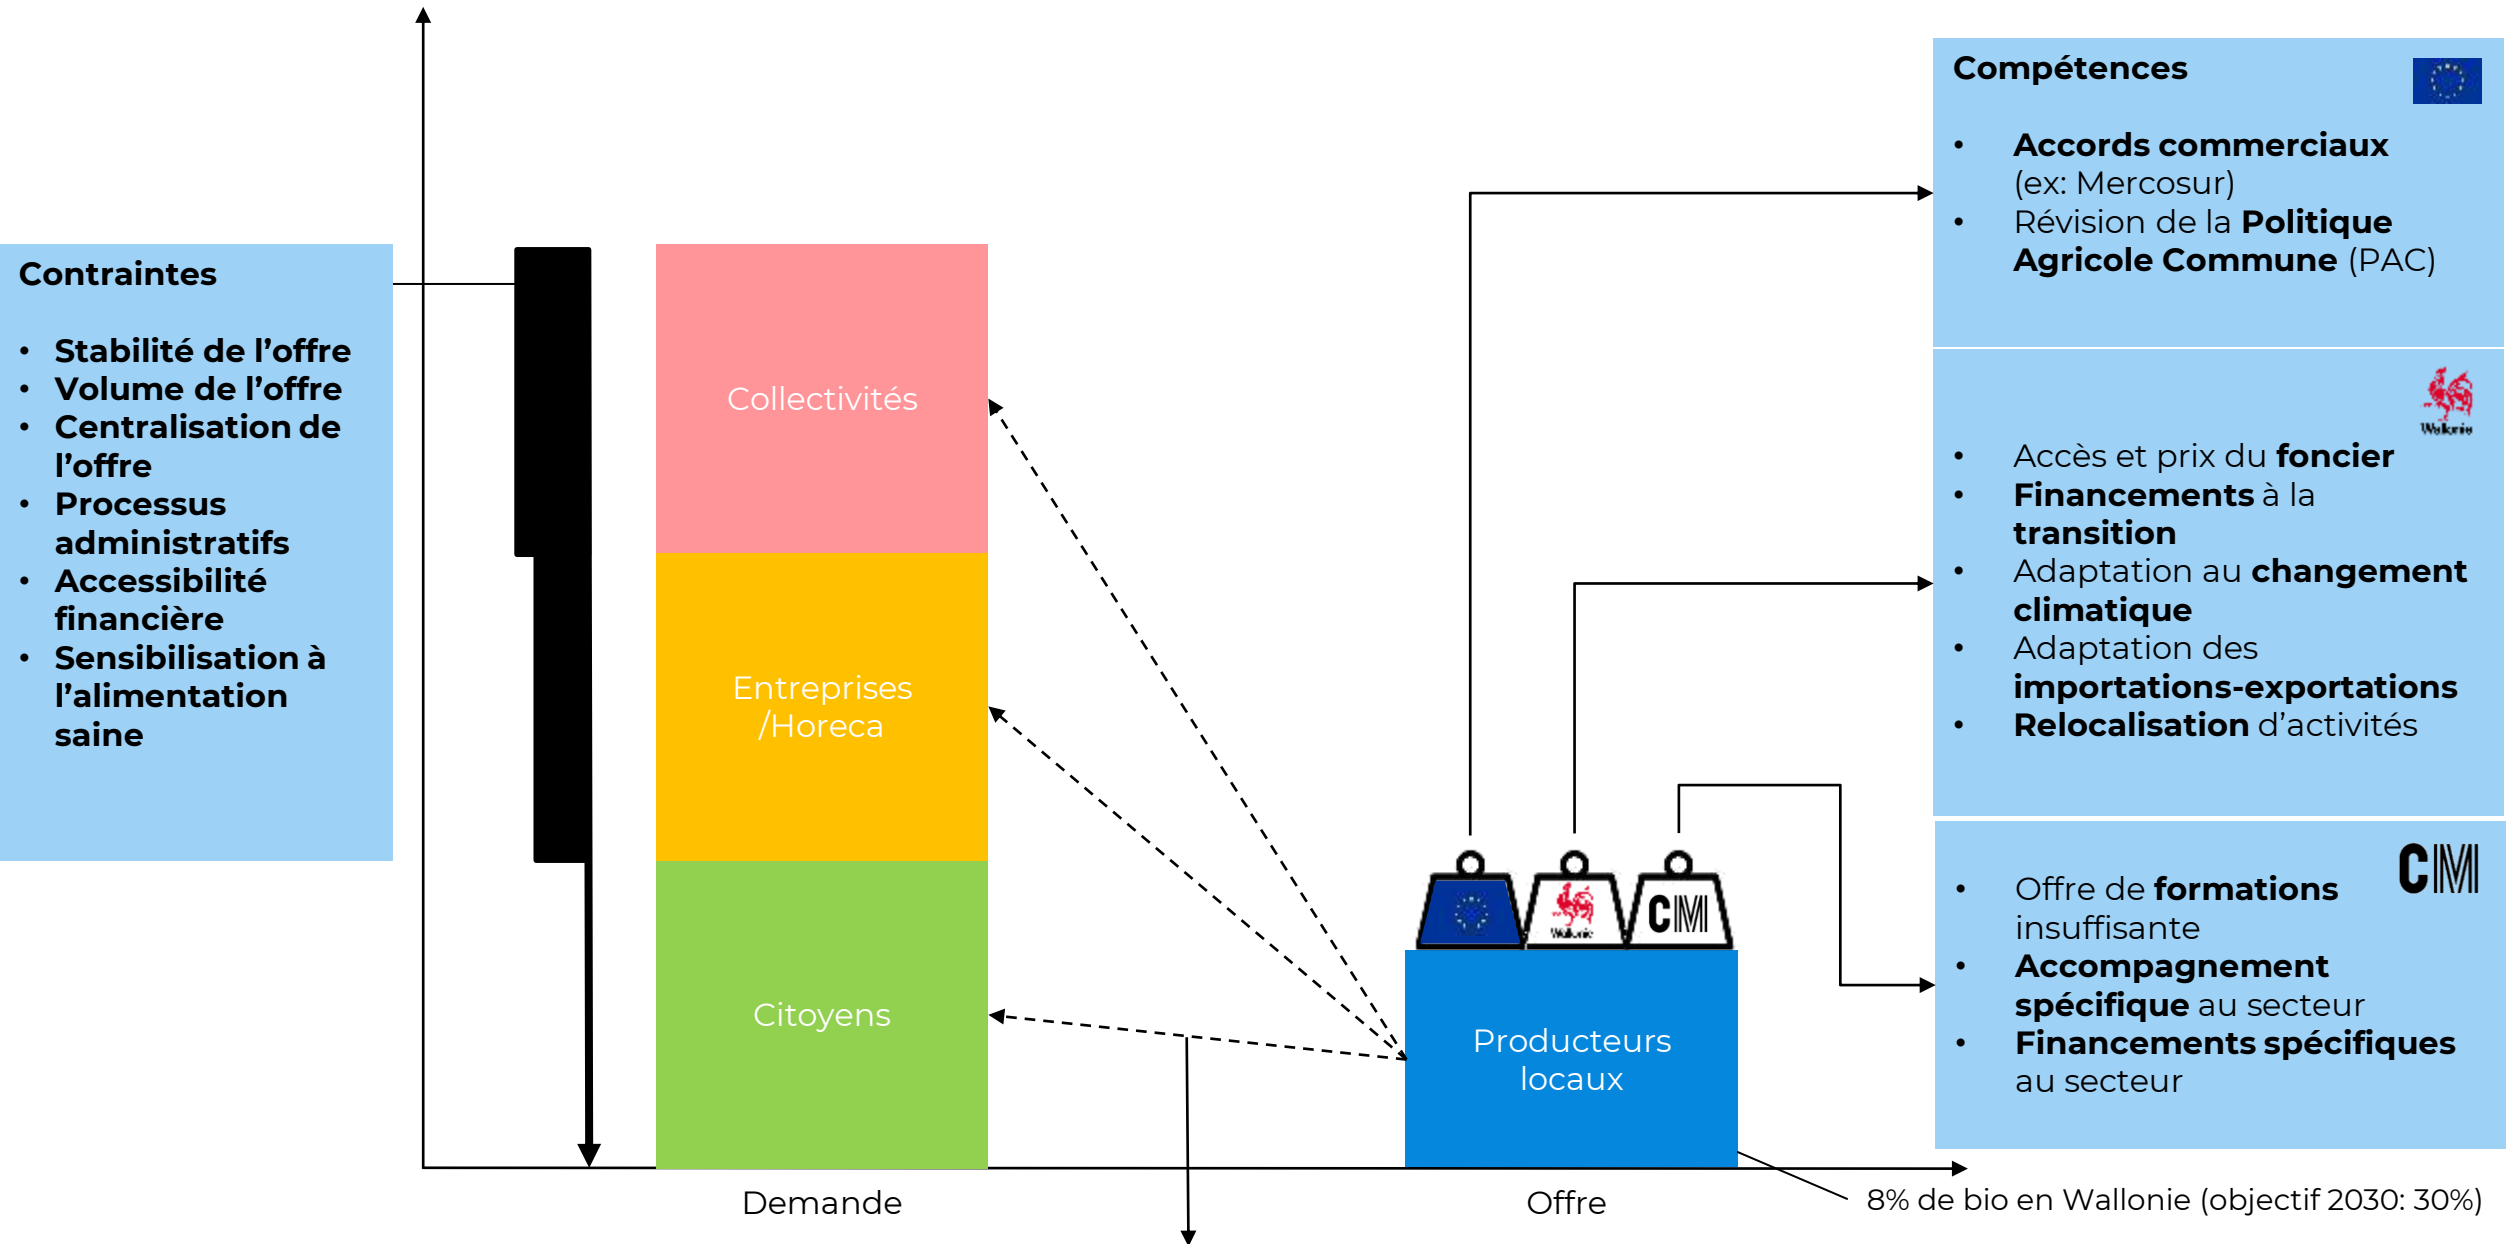 Contraintes
• Stabilité de l’offre
• Volume de l’offre
• Centralisation de
l’offre
• Processus
administratifs
• Accessibilité
financière
• Sensibilisation à
l’alimentation
saine
Collectivités
Entreprises
/Horeca
Citoyens
Demande
Wallonie
CM
Producteurs
locaux
Offre
8% de bio en Wallonie (objectif 2030: 30%)
Compétences
• Accords commerciaux
(ex: Mercosur)
• Révision de la Politique
Agricole Commune (PAC)
Wallonie
• Accès et prix du foncier
• Financements à la
transition
• Adaptation au changement
climatique
• Adaptation des
importations-exportations
• Relocalisation d’activités
CM
• Offre de formations
insuffisante
• Accompagnement
spécifique au secteur
• Financements spécifiques
au secteur